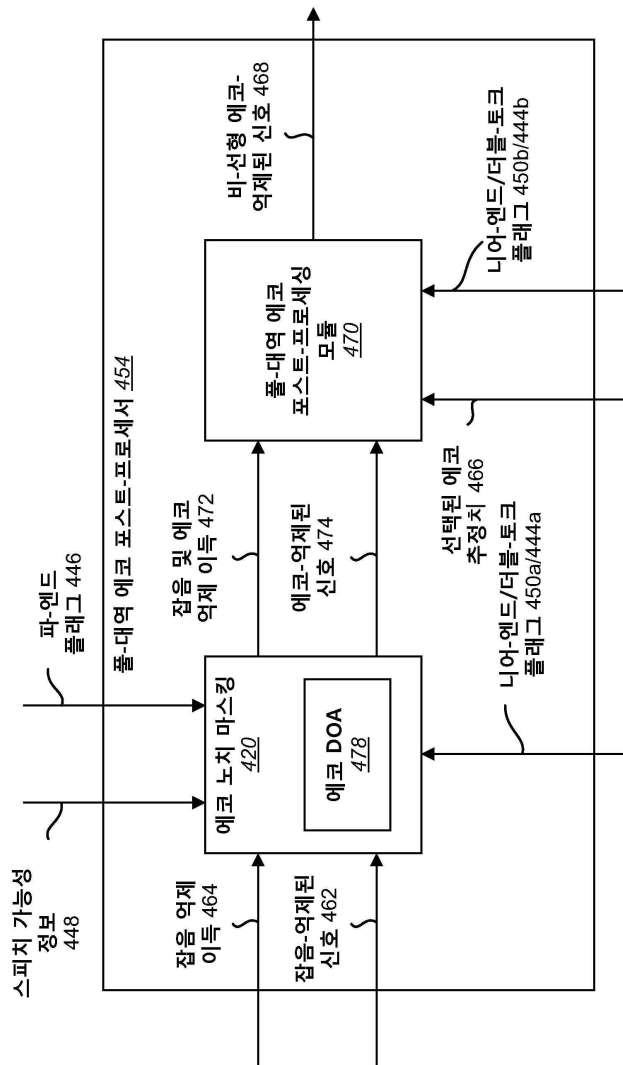 스피치 가능성
정보
448
파-엔드
플래그 446
풀-대역 에코 포스트-프로세서 454
잡음 억제
이득 464
잡음-억제된
신호 462
에코 노치 마스킹
420
에코 DOA
478
잡음 및 에코
억제 이득 472
에코-억제된
신호 474
니어-엔드/더블-토크
플래그 450a/444a
풀-대역 에코
포스트-프로세싱
모듈
470
선택된 에코
추정치 466
비-선형 에코-
억제된 신호 468
니어-엔드/더블-토크
플래그 450b/444b